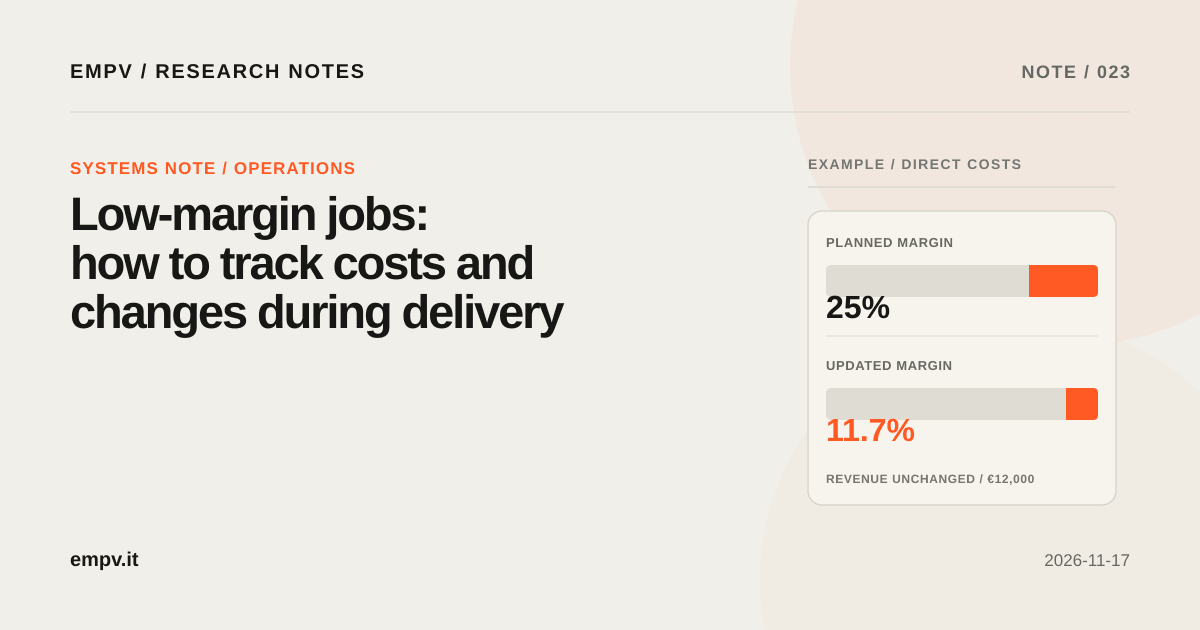 EMPV / RESEARCH NOTES
NOTE / 023
SYSTEMS NOTE / OPERATIONS
Low-margin jobs:
how to track costs and
changes during delivery
EXAMPLE / DIRECT COSTS
PLANNED MARGIN
25%
UPDATED MARGIN
11.7%
REVENUE UNCHANGED / €12,000
empv.it
2026-11-17